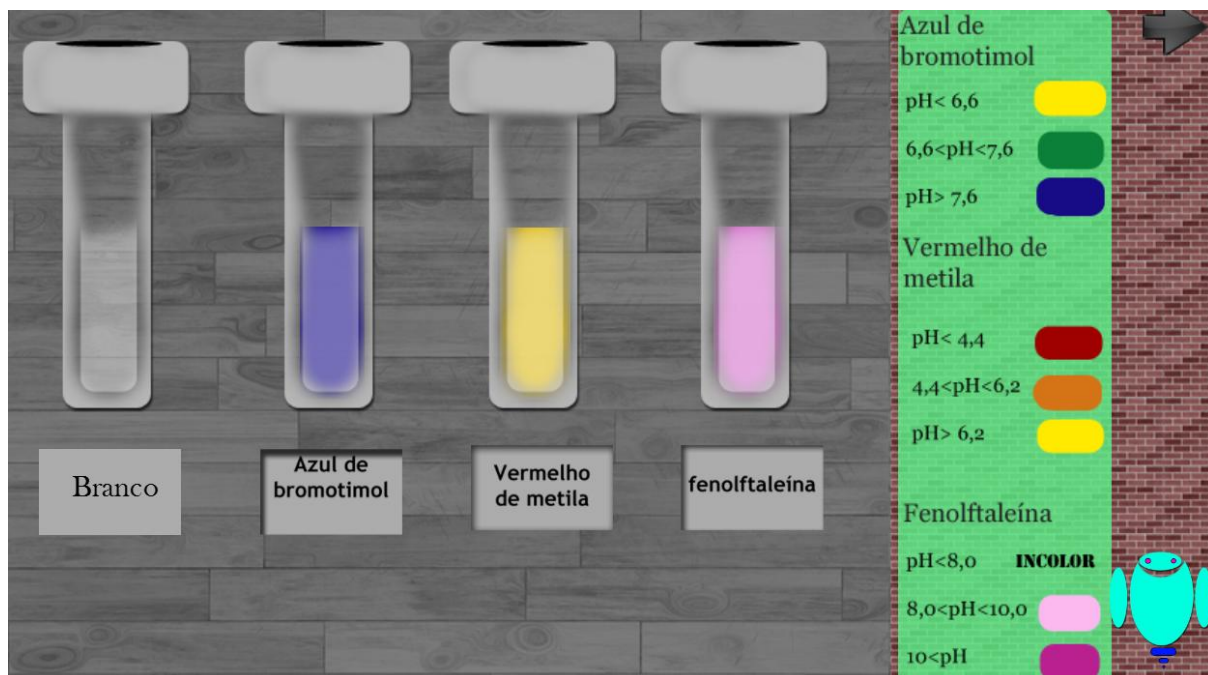 Branco
Azul de
bromotimol
Vermelho
de metila
fenolftaleína
Azul de
bromotimol
pH< 6,6
6,6<pH<7,6
pH> 7,6
Vermelho de
metila
pH< 4,4
4,4<pH<6,2
pH> 6,2
Fenolftaleína
pH<8,0 INCOLOR
8,0<pH<10,0
10<pH